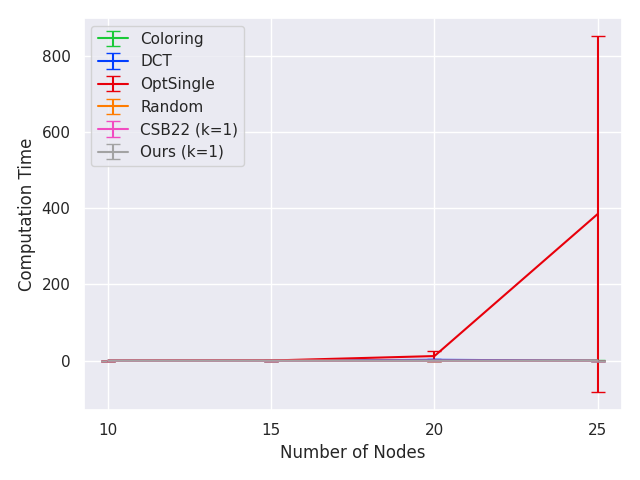 Coloring
DCT
OptSingle
Random
CSB22 (k=1)
Ours (k=1)
Computation Time
800
600
400
200
0
10
15
20
25
Number of Nodes